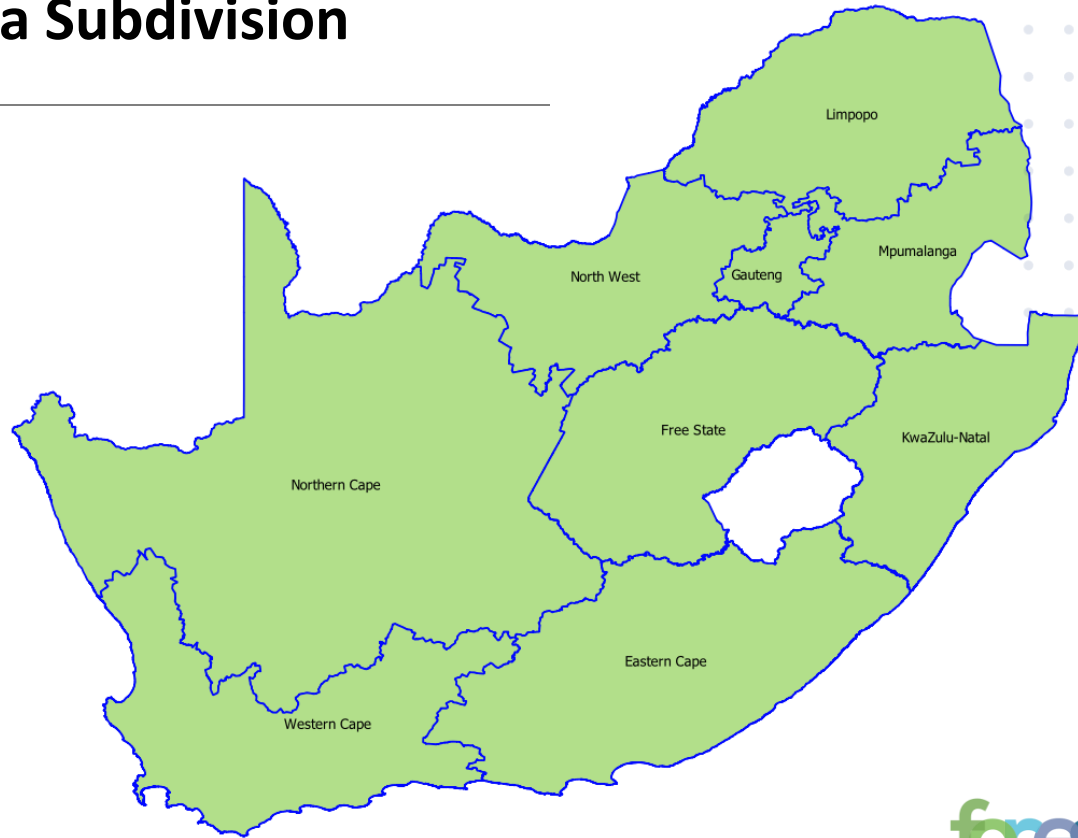 a Subdivision
Limpopo
Mpumalanga
North West
Gauteng
Free State
KwaZulu-Natal
Northern Cape
Eastern Cape
Western Cape